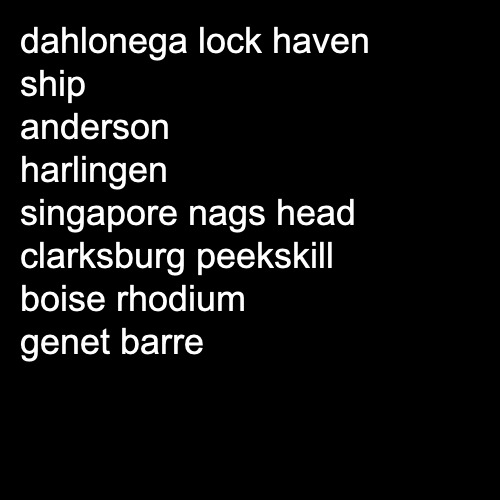 dahlonega lock haven
ship
anderson
harlingen
singapore nags head
clarksburg peekskill
boise rhodium
genet barre